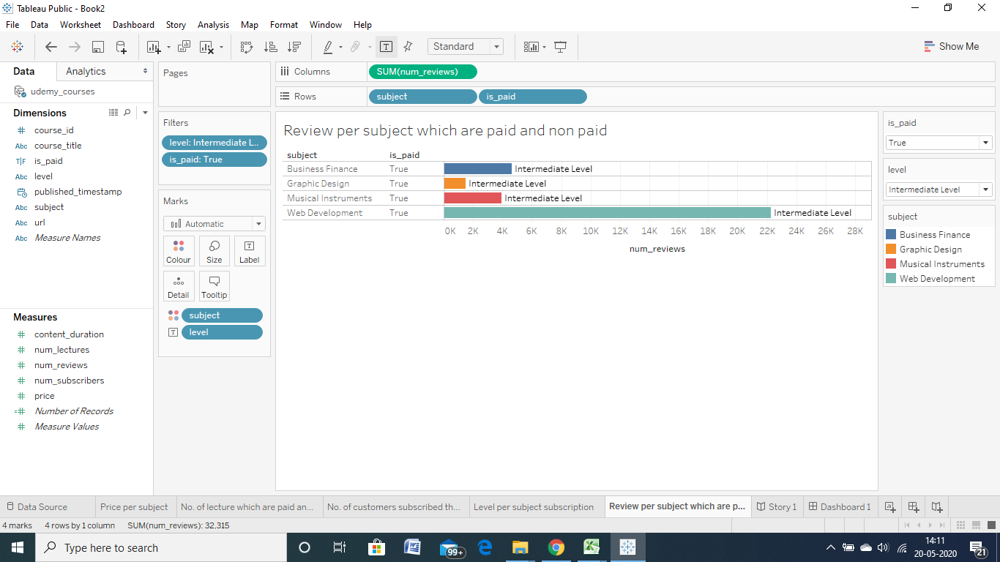 Tableau Public - Book2
File Data Worksheet Dashboard Story Analysis Map Format Window Help
Standard
Show Me
Data
Analytics
udemy_courses
Dimensions
course_id
Abc course_title
T|F is_paid
Abc level
published_timestamp
Abc subject
Abc url
Abc Measure Names
Measures
content_duration
num_lectures
num_reviews
num_subscribers
price
Number of Records
Measure Values
Pages
Filters
level: Intermediate L..
is_paid: True
Marks
Automatic
Colour Size Label
Detail Tooltip
subject
level
Columns SUM(num_reviews)
Rows subject is_paid
Review per subject which are paid and non paid
subject is_paid
Business Finance True Intermediate Level
Graphic Design True Intermediate Level
Musical Instruments True Intermediate Level
Web Development True Intermediate Level
0K 2K 4K 6K 8K 10K 12K 14K 16K 18K 20K 22K 24K 26K 28K
num_reviews
is_paid
True
level
Intermediate Level
subject
Business Finance
Graphic Design
Musical Instruments
Web Development
Data Source Price per subject No. of lecture which are paid an... No. of customers subscribed th... Level per subject subscription Review per subject which are p... Story 1 Dashboard 1
4 marks 4 rows by 1 column SUM(num_reviews): 32,315
Type here to search
99+
14:11
20-05-2020
21